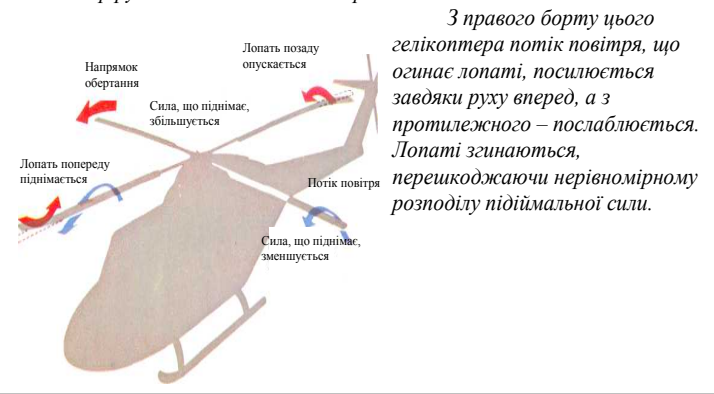 З правого борту цього
гелікоптера потік повітря, що
огинає лопаті, посилюється
завдяки руху вперед, а з
протилежного – послаблюється.
Лопаті згинаються,
перешкоджаючи нерівномірному
розподілу підіймальної сили.
Лопать позаду
опускається
Напрямок
обертання
Сила, що піднімає,
збільшується
Лопать попереду
піднімається
Потік повітря
Сила, що піднімає,
зменшується